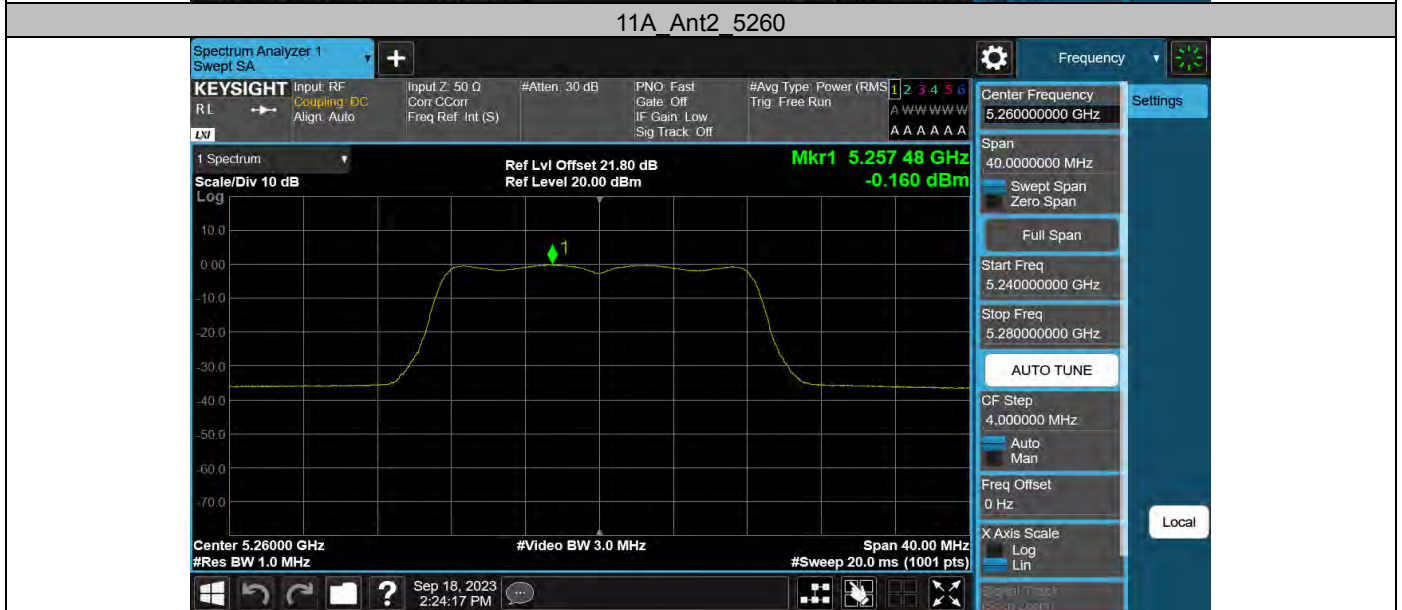 11A_Ant2_5260
Spectrum Analyzer 1
Swept SA
+
Frequency
KEYSIGHT
R L
LXI
Input: RF
Coupling: DC
Align: Auto
Input Z: 50 Ω
Corr CCorr
Freq Ref: Int (S)
#Atten: 30 dB
PNO: Fast
Gate: Off
IF Gain: Low
Sig Track: Off
#Avg Type: Power (RMS
Trig: Free Run
1 2 3 4 5 6
A W W W W W
A A A A A A
1 Spectrum
Scale/Div 10 dB
Ref Lvl Offset 21.80 dB
Ref Level 20.00 dBm
Mkr1 5.257 48 GHz
-0.160 dBm
Log
10.0
0.00
-10.0
-20.0
-30.0
-40.0
-50.0
-60.0
-70.0
1
Center 5.26000 GHz
#Res BW 1.0 MHz
#Video BW 3.0 MHz
Span 40.00 MHz
#Sweep 20.0 ms (1001 pts)
Center Frequency
5.260000000 GHz
Settings
Span
40.0000000 MHz
Swept Span
Zero Span
Full Span
Start Freq
5.240000000 GHz
Stop Freq
5.280000000 GHz
AUTO TUNE
CF Step
4.000000 MHz
Auto
Man
Freq Offset
0 Hz
X Axis Scale
Log
Lin
Local
?
Sep 18, 2023
2:24:17 PM